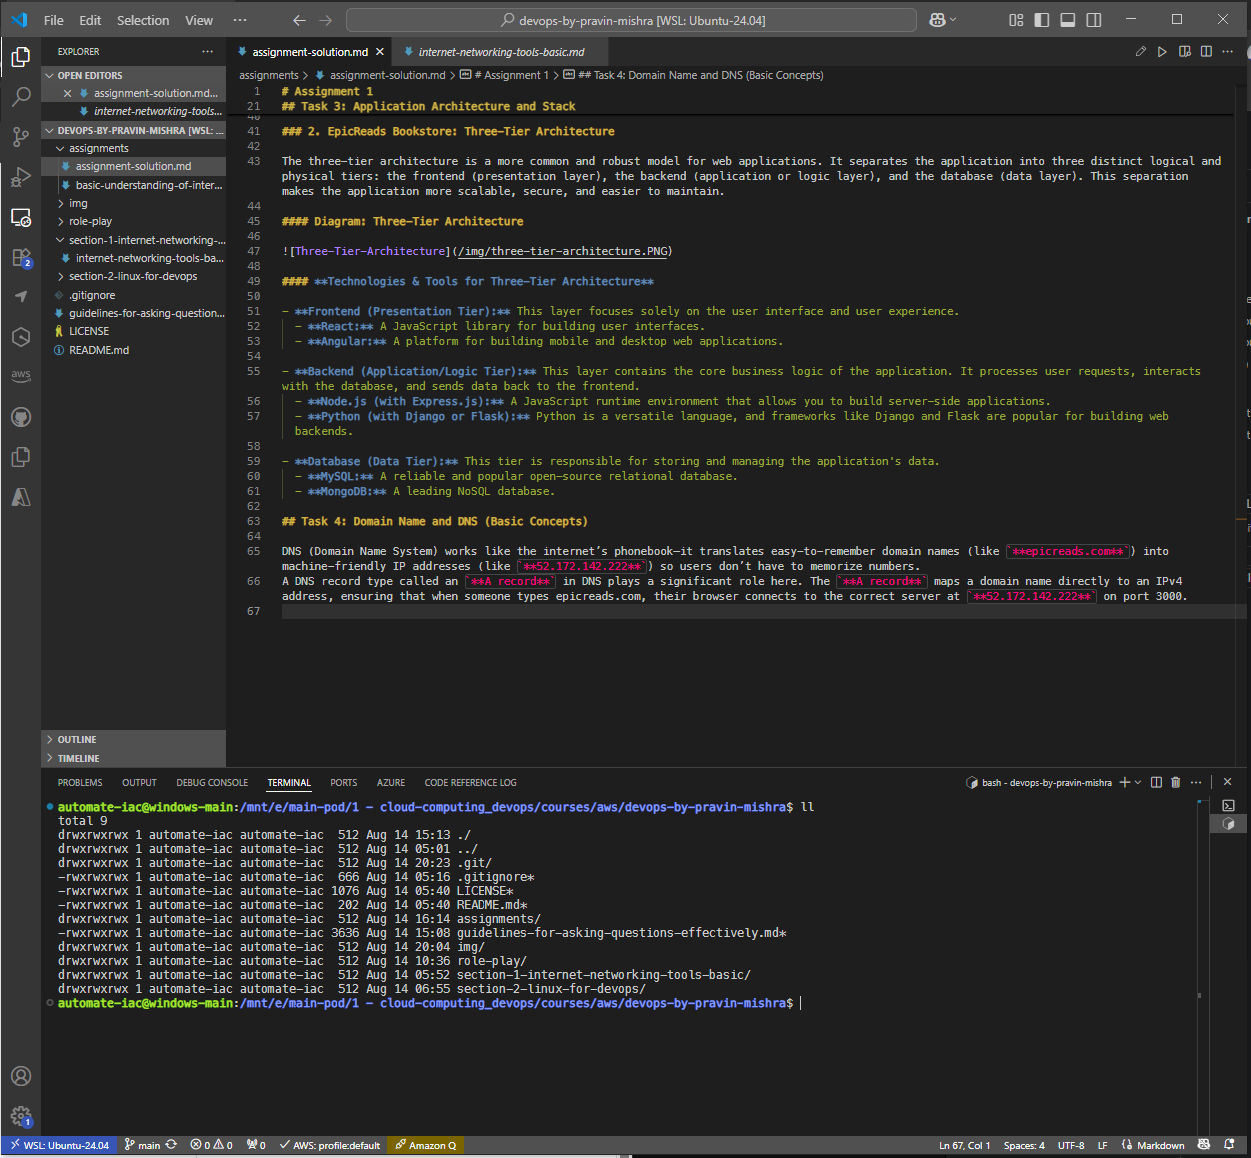 File Edit Selection View ··· devops-by-pravin-mishra [WSL: Ubuntu-24.04]
EXPLORER ···
OPEN EDITORS
assignment-solution.md...
internet-networking-tools...
DEVOPS-BY-PRAVIN-MISHRA [WSL: ...
assignments
assignment-solution.md
basic-understanding-of-inter...
img
role-play
section-1-internet-networking-...
internet-networking-tools-ba...
section-2-linux-for-devops
.gitignore
guidelines-for-asking-question...
LICENSE
README.md
OUTLINE
TIMELINE
2
aws
1
assignment-solution.md internet-networking-tools-basic.md
assignments > assignment-solution.md > # Assignment 1 > ## Task 4: Domain Name and DNS (Basic Concepts)
1 # Assignment 1
21 ## Task 3: Application Architecture and Stack
40
41 ### 2. EpicReads Bookstore: Three-Tier Architecture
42
43 The three-tier architecture is a more common and robust model for web applications. It separates the application into three distinct logical and
physical tiers: the frontend (presentation layer), the backend (application or logic layer), and the database (data layer). This separation
makes the application more scalable, secure, and easier to maintain.
44
45 #### Diagram: Three-Tier Architecture
46
47 ![Three-Tier-Architecture](/img/three-tier-architecture.PNG)
48
49 #### **Technologies & Tools for Three-Tier Architecture**
50
51 - **Frontend (Presentation Tier):** This layer focuses solely on the user interface and user experience.
52 - **React:** A JavaScript library for building user interfaces.
53 - **Angular:** A platform for building mobile and desktop web applications.
54
55 - **Backend (Application/Logic Tier):** This layer contains the core business logic of the application. It processes user requests, interacts
with the database, and sends data back to the frontend.
56 - **Node.js (with Express.js):** A JavaScript runtime environment that allows you to build server-side applications.
57 - **Python (with Django or Flask):** Python is a versatile language, and frameworks like Django and Flask are popular for building web
backends.
58
59 - **Database (Data Tier):** This tier is responsible for storing and managing the application's data.
60 - **MySQL:** A reliable and popular open-source relational database.
61 - **MongoDB:** A leading NoSQL database.
62
63 ## Task 4: Domain Name and DNS (Basic Concepts)
64
65 DNS (Domain Name System) works like the internet’s phonebook—it translates easy-to-remember domain names (like `**epicreads.com**`) into
machine-friendly IP addresses (like `**52.172.142.222**`) so users don’t have to memorize numbers.
66 A DNS record type called an `**A record**` in DNS plays a significant role here. The `**A record**` maps a domain name directly to an IPv4
address, ensuring that when someone types epicreads.com, their browser connects to the correct server at `**52.172.142.222**` on port 3000.
67
PROBLEMS OUTPUT DEBUG CONSOLE TERMINAL PORTS AZURE CODE REFERENCE LOG bash - devops-by-pravin-mishra
automate-iac@windows-main:/mnt/e/main-pod/1 - cloud-computing_devops/courses/aws/devops-by-pravin-mishra$ ll
total 9
drwxrwxrwx 1 automate-iac automate-iac 512 Aug 14 15:13 ./
drwxrwxrwx 1 automate-iac automate-iac 512 Aug 14 05:01 ../
drwxrwxrwx 1 automate-iac automate-iac 512 Aug 14 20:23 .git/
-rwxrwxrwx 1 automate-iac automate-iac 666 Aug 14 05:16 .gitignore*
-rwxrwxrwx 1 automate-iac automate-iac 1076 Aug 14 05:40 LICENSE*
-rwxrwxrwx 1 automate-iac automate-iac 202 Aug 14 05:40 README.md*
drwxrwxrwx 1 automate-iac automate-iac 512 Aug 14 16:14 assignments/
-rwxrwxrwx 1 automate-iac automate-iac 3636 Aug 14 15:08 guidelines-for-asking-questions-effectively.md*
drwxrwxrwx 1 automate-iac automate-iac 512 Aug 14 20:04 img/
drwxrwxrwx 1 automate-iac automate-iac 512 Aug 14 10:36 role-play/
drwxrwxrwx 1 automate-iac automate-iac 512 Aug 14 05:52 section-1-internet-networking-tools-basic/
drwxrwxrwx 1 automate-iac automate-iac 512 Aug 14 06:55 section-2-linux-for-devops/
automate-iac@windows-main:/mnt/e/main-pod/1 - cloud-computing_devops/courses/aws/devops-by-pravin-mishra$
WSL: Ubuntu-24.04 main 0 0 0 AWS: profile:default Amazon Q Ln 67, Col 1 Spaces: 4 UTF-8 LF Markdown